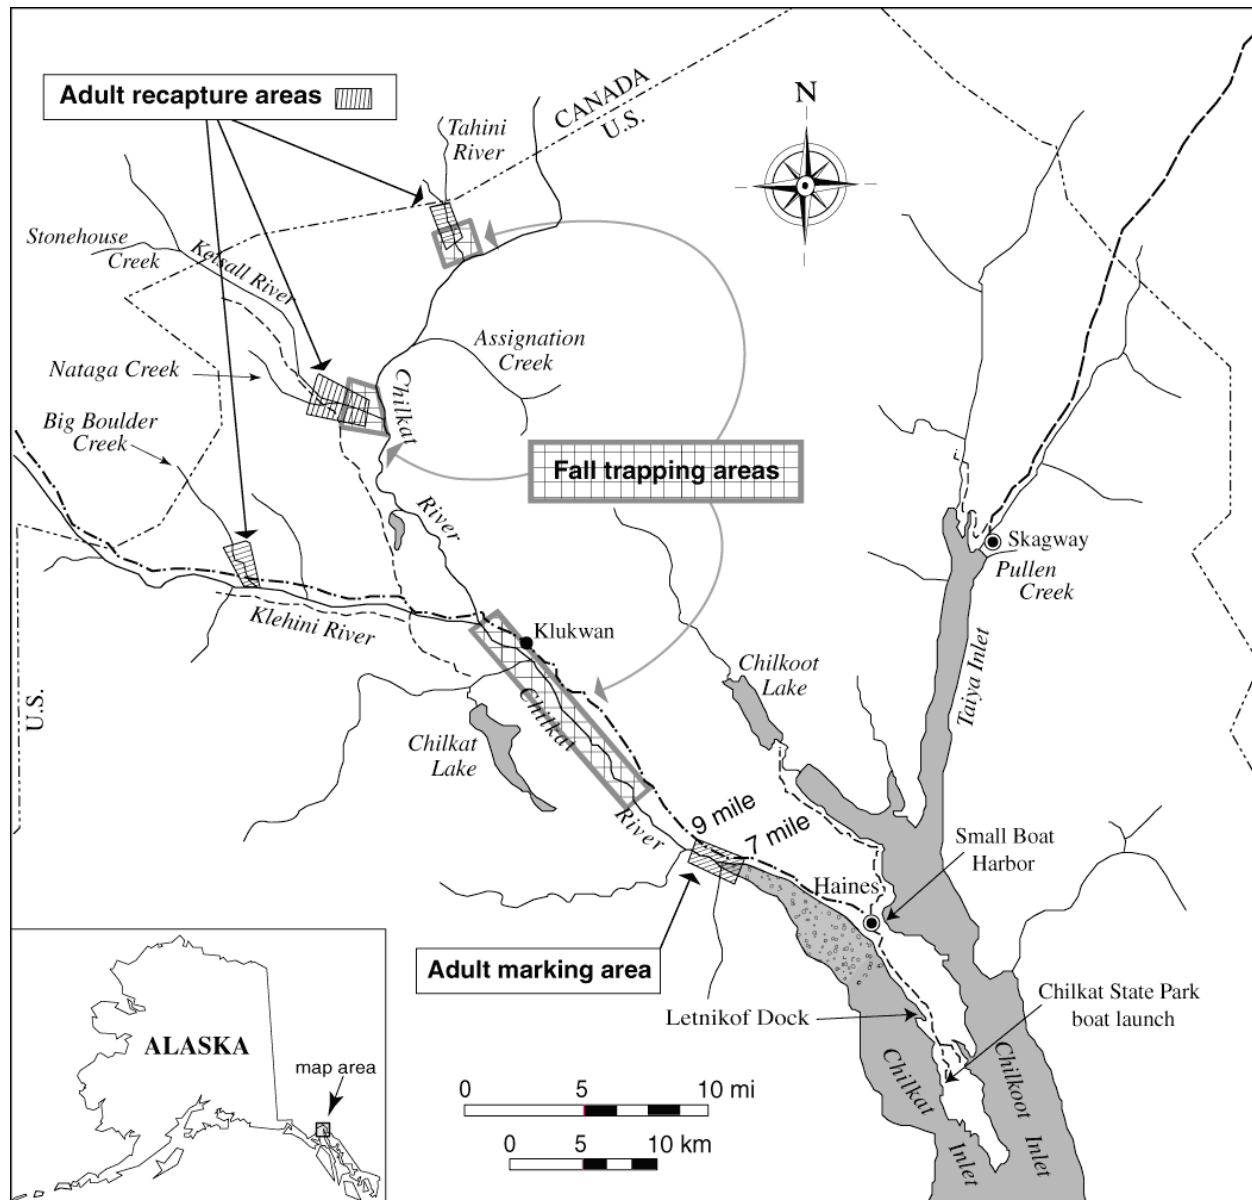 Adult recapture areas
CANADA
U.S.
N
Tahini
River
Stonehouse
Creek
Kelsall River
Nataga Creek
Big Boulder
Creek
Assignation
Creek
Chilkat
River
Fall trapping areas
Skagway
Pullen
Creek
Klehini River
Klukwan
Chilkoot
Lake
Taiya Inlet
U.S.
Chilkat
River
Chilkat
Lake
9 mile
7 mile
Small Boat
Harbor
Haines
Adult marking area
Letnikof Dock
Chilkat State Park
boat launch
Chilkat
Inlet
Chilkoot
Inlet
ALASKA
map area
0 5 10 mi
0 5 10 km